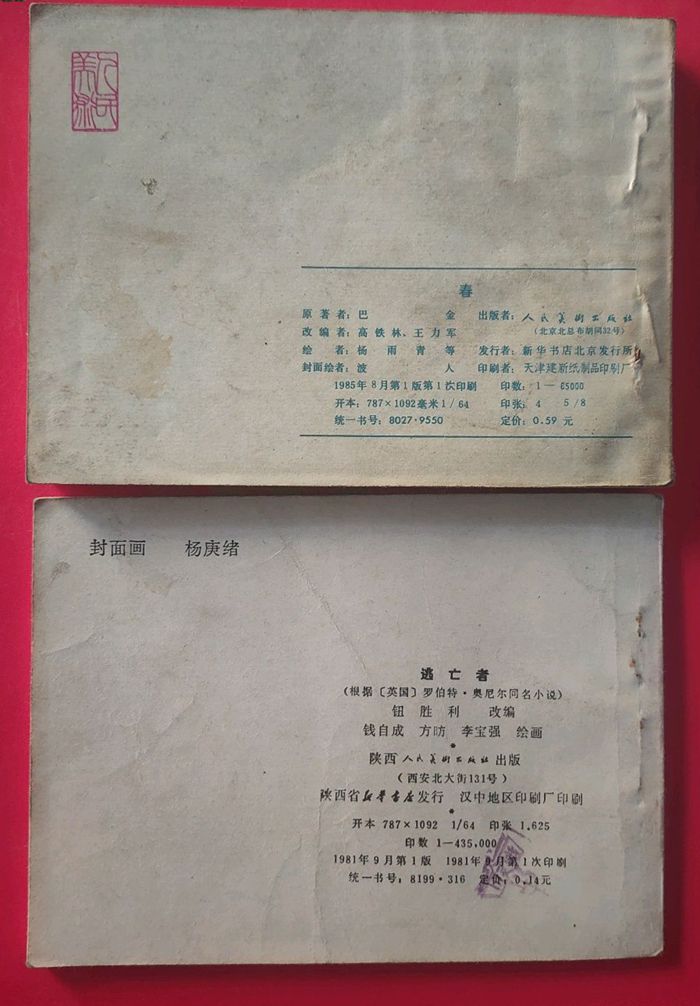 人民美術
春
原著者：巴 金 出版者：人民美術出版社
（北京北总布胡同32号）
改编者：高铁林、王力军
绘 者：杨雨青等 发行者：新华书店北京发行所
封面绘者：波 人 印刷者：天津建新纸制品印刷厂
1985年8月第1版第1次印刷 印数：1—65000
开本：787×1092毫米1/64 印张：4 5/8
统一书号：8027·9550 定价：0.59 元
封面画 杨庚绪
逃亡者
（根据〔英国〕罗伯特·奥尼尔同名小说）
钮胜利 改编
钱自成 方昉 李宝强 绘画
陕西人民美術出版社出版
（西安北大街131号）
陕西省新华书店发行 汉中地区印刷厂印刷
开本 787×1092 1/64 印张 1.625
印数 1—435,000
1981年9月第1版 1981年9月第1次印刷
统一书号：8199·316 定价：0.14元